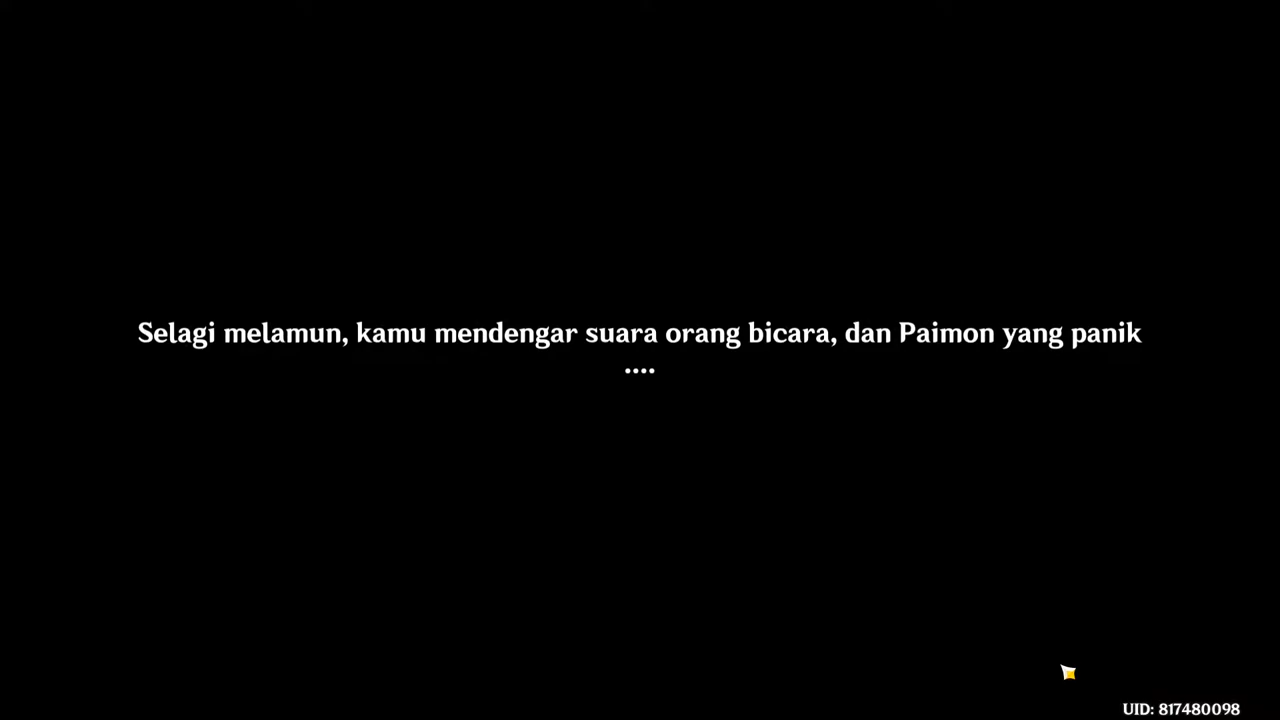 Selagi melamun, kamu mendengar suara orang bicara, dan Paimon yang panik
....
UID: 817480098